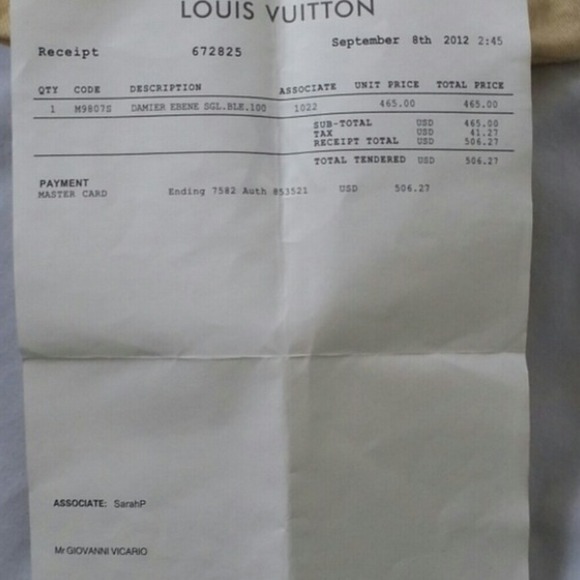 LOUIS VUITTON
September 8th 2012 2:45
Receipt 672825
QTY CODE DESCRIPTION ASSOCIATE UNIT PRICE TOTAL PRICE
1 M9807S DAMIER EBENE SGL.BLE.100 1022 465.00 465.00
SUB-TOTAL USD 465.00
TAX USD 41.27
RECEIPT TOTAL USD 506.27
TOTAL TENDERED USD 506.27
PAYMENT
MASTER CARD Ending 7582 Auth 853521 USD 506.27
ASSOCIATE: SarahP
Mr GIOVANNI VICARIO